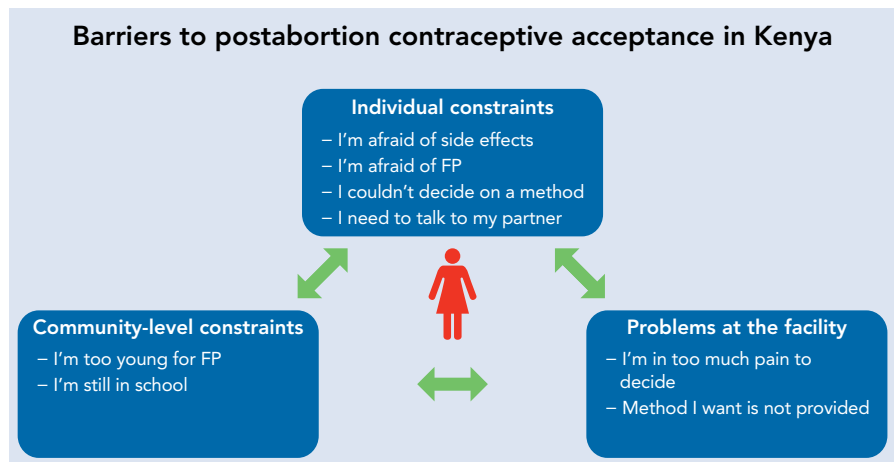 Barriers to postabortion contraceptive acceptance in Kenya
Individual constraints
– I’m afraid of side effects
– I’m afraid of FP
– I couldn’t decide on a method
– I need to talk to my partner
Community-level constraints
– I’m too young for FP
– I’m still in school
Problems at the facility
– I’m in too much pain to
decide
– Method I want is not provided